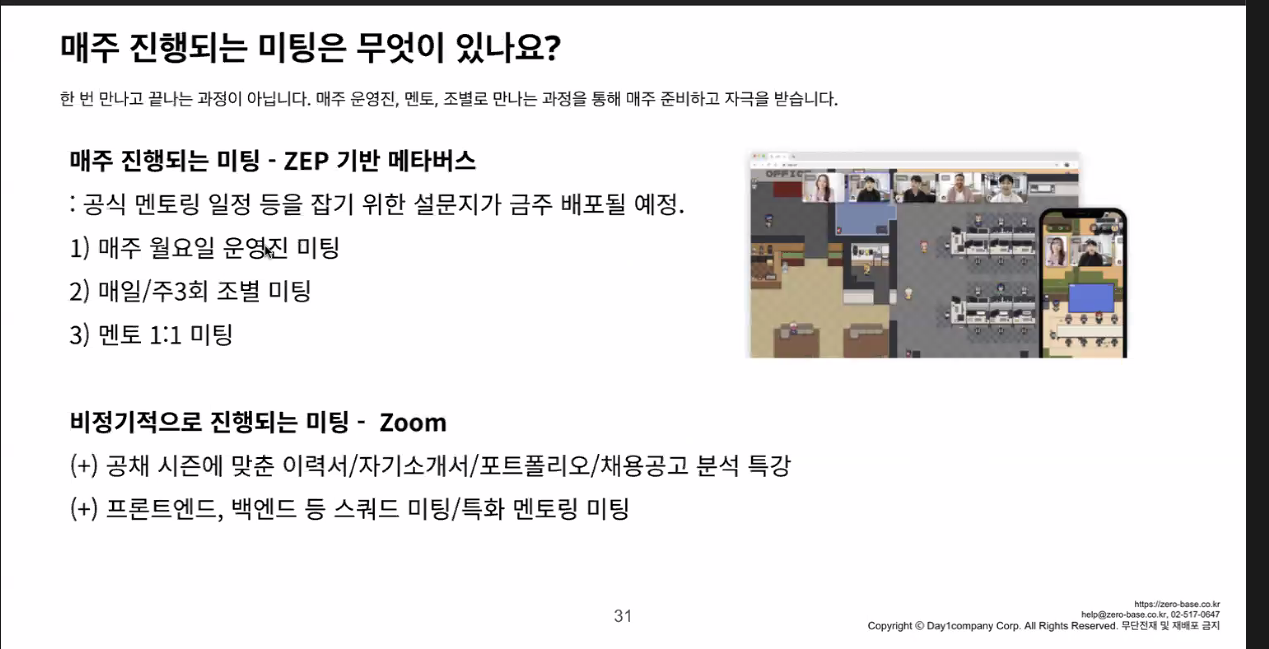 매주 진행되는 미팅은 무엇이 있나요?
한 번 만나고 끝나는 과정이 아닙니다. 매주 운영진, 멘토, 조별로 만나는 과정을 통해 매주 준비하고 자극을 받습니다.
매주 진행되는 미팅 - ZEP 기반 메타버스
: 공식 멘토링 일정 등을 잡기 위한 설문지가 금주 배포될 예정.
1) 매주 월요일 운영진 미팅
2) 매일/주3회 조별 미팅
3) 멘토 1:1 미팅
OFFIC
비정기적으로 진행되는 미팅 - Zoom
(+) 공채 시즌에 맞춘 이력서/자기소개서/포트폴리오/채용공고 분석 특강
(+) 프론트엔드, 백엔드 등 스쿼드 미팅/특화 멘토링 미팅
31
https://zero-base.co.kr
help@zero-base.co.kr, 02-517-0647
Copyright © Day1company Corp. All Rights Reserved. 무단전재 및 재배포 금지